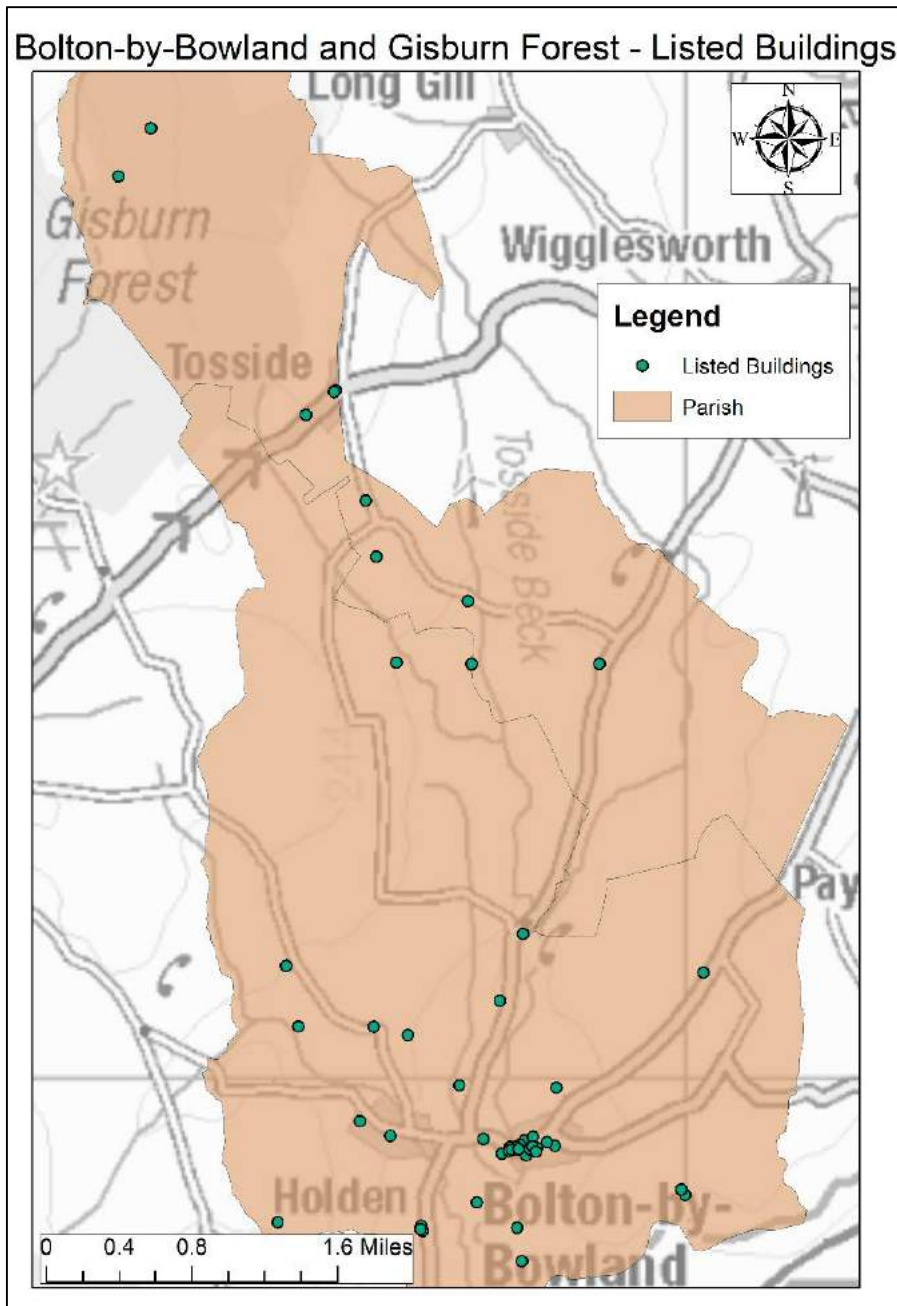 Bolton-by-Bowland and Gisburn Forest - Listed Buildings
Long Gill
N
W E
S
Gisburn
Forest
Wigglesworth
Legend
Listed Buildings
Parish
Tosside
Tosside Beck
244
Pay
Holden
Bolton-by-
Bowland
0 0.4 0.8 1.6 Miles